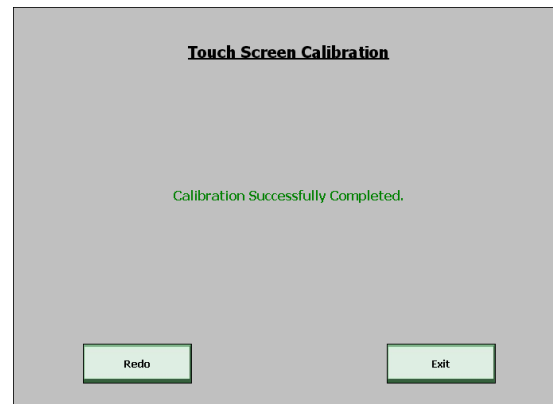 Touch Screen Calibration
Calibration Successfully Completed.
Redo
Exit